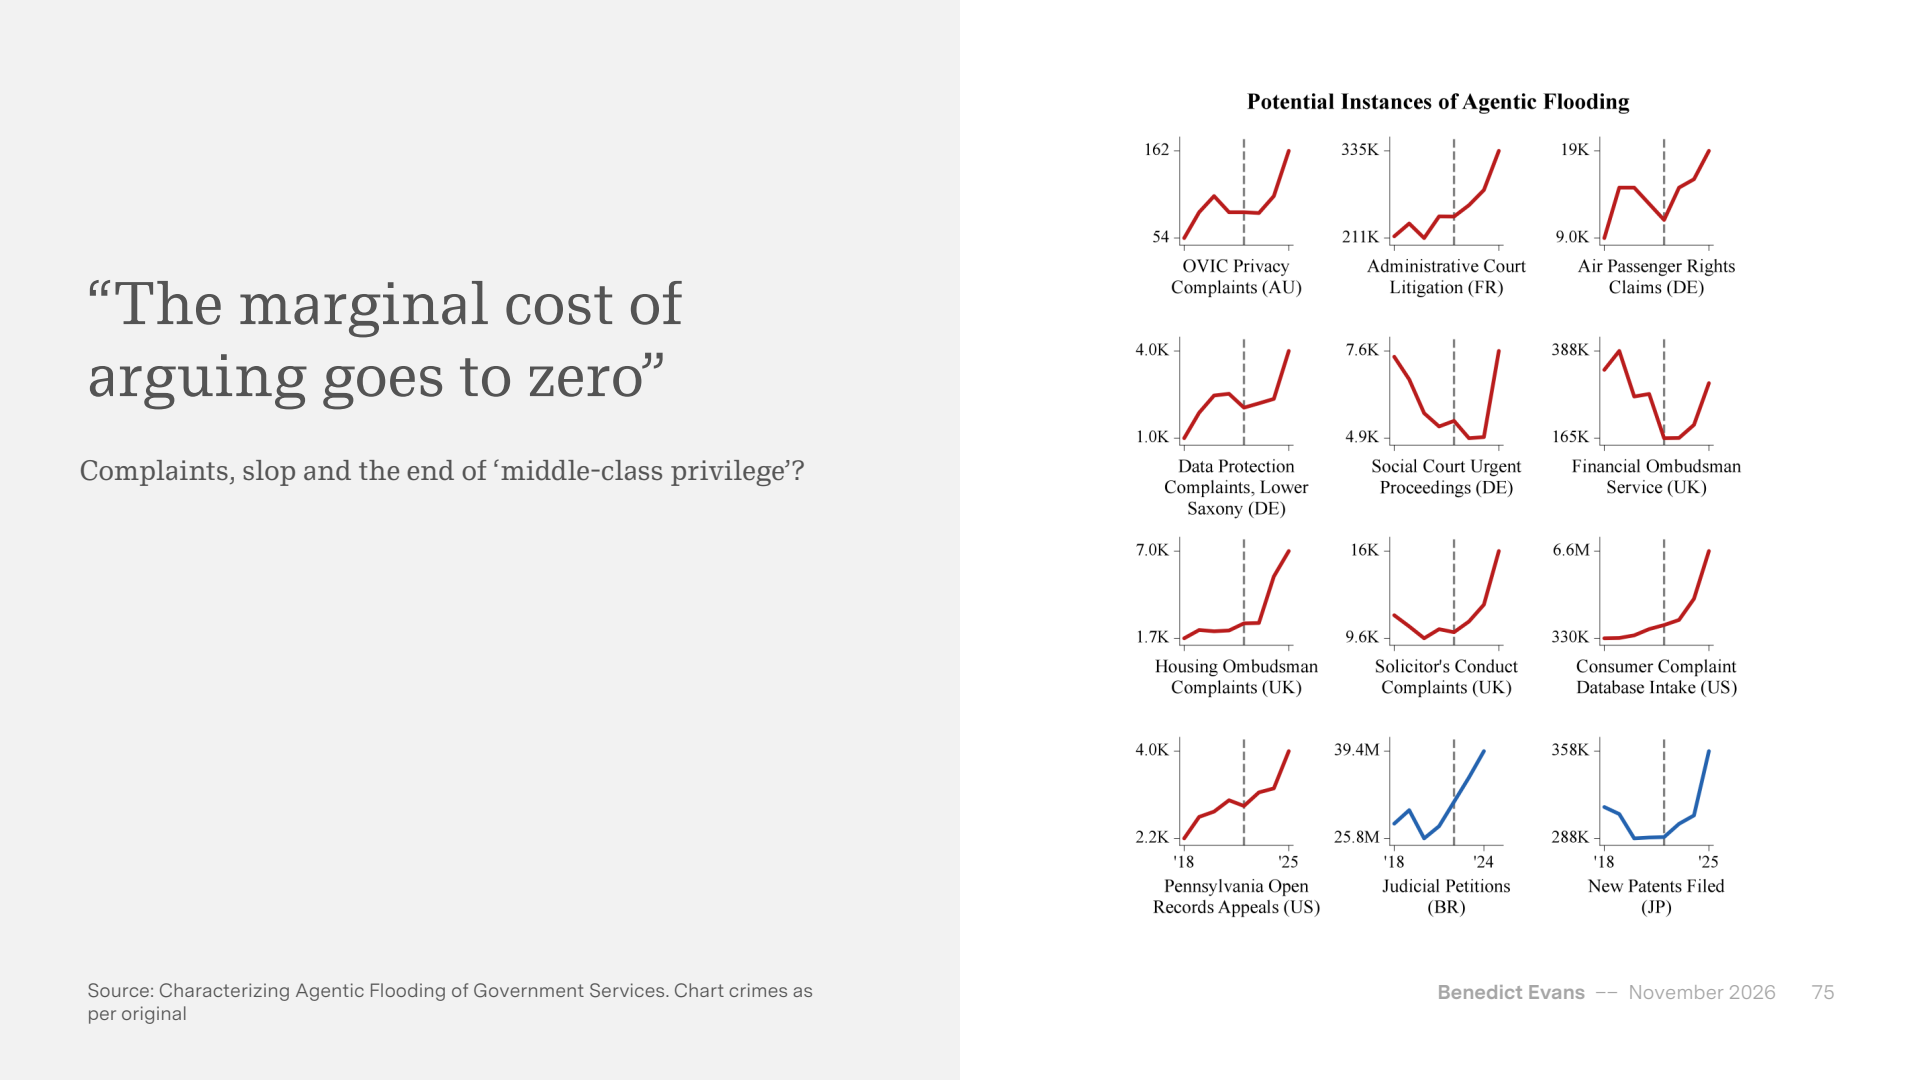 “The marginal cost of
arguing goes to zero”
Complaints, slop and the end of ‘middle-class privilege’?
Source: Characterizing Agentic Flooding of Government Services. Chart crimes as
per original
Potential Instances of Agentic Flooding
162
54
OVIC Privacy
Complaints (AU)
335K
211K
Administrative Court
Litigation (FR)
19K
9.0K
Air Passenger Rights
Claims (DE)
4.0K
1.0K
Data Protection
Complaints, Lower
Saxony (DE)
7.6K
4.9K
Social Court Urgent
Proceedings (DE)
388K
165K
Financial Ombudsman
Service (UK)
7.0K
1.7K
Housing Ombudsman
Complaints (UK)
16K
9.6K
Solicitor's Conduct
Complaints (UK)
6.6M
330K
Consumer Complaint
Database Intake (US)
4.0K
2.2K
'18 '25
Pennsylvania Open
Records Appeals (US)
39.4M
25.8M
'18 '24
Judicial Petitions
(BR)
358K
288K
'18 '25
New Patents Filed
(JP)
Benedict Evans –– November 2026 75